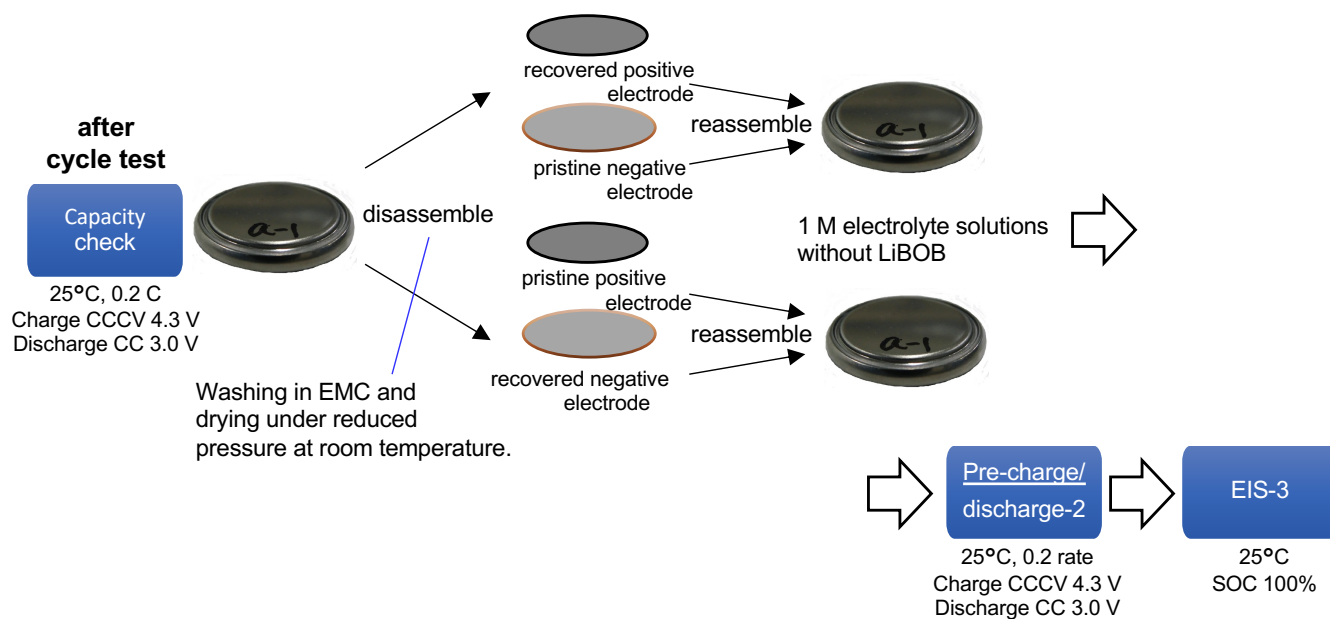 after
cycle test
Capacity
check
25°C, 0.2 C
Charge CCCV 4.3 V
Discharge CC 3.0 V
a-1
disassemble
Washing in EMC and
drying under reduced
pressure at room temperature.
recovered positive
electrode
pristine negative
electrode
reassemble
a-1
pristine positive
electrode
recovered negative
electrode
reassemble
a-1
1 M electrolyte solutions
without LiBOB
Pre-charge/
discharge-2
25°C, 0.2 rate
Charge CCCV 4.3 V
Discharge CC 3.0 V
EIS-3
25°C
SOC 100%